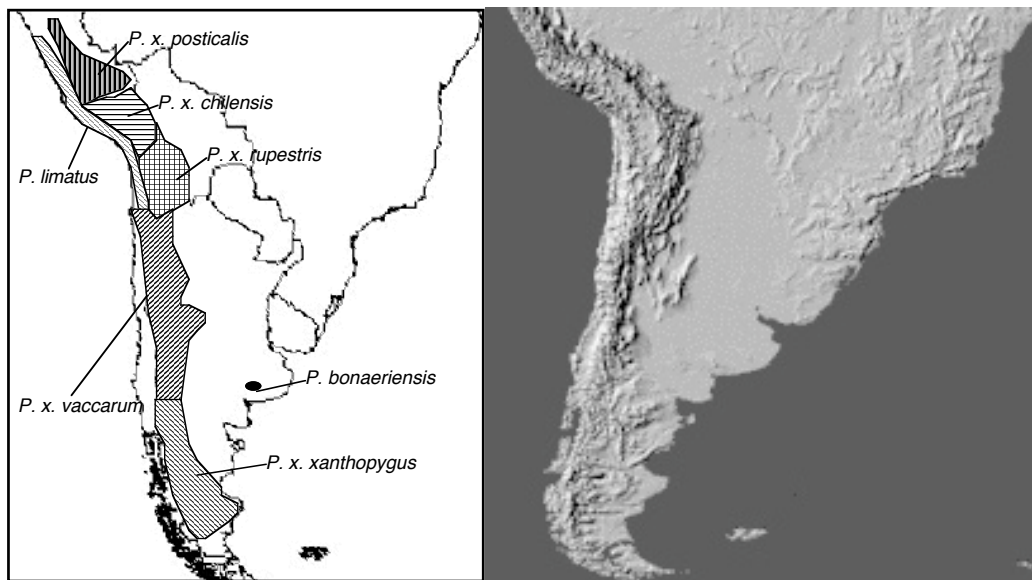 P. x. posticalis
P. x. chilensis
P. x. rupestris
P. limatus
P. bonaeriensis
P. x. vaccarum
P. x. xanthopygus